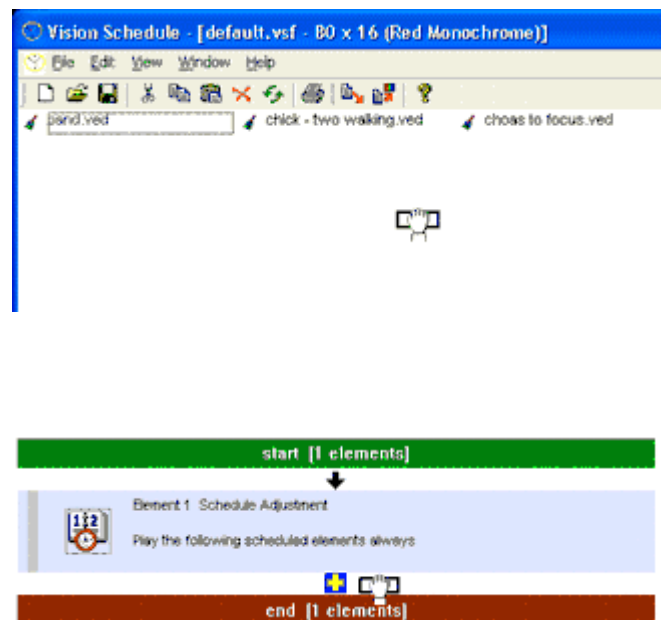 Vision Schedule - [default.vsf - 80 x 16 (Red Monochrome)]
File Edit View Window Help
band.ved chick - two walking.ved choas to focus.ved
start [1 elements]
Element 1 Schedule Adjustment
Play the following scheduled elements always
end [1 elements]